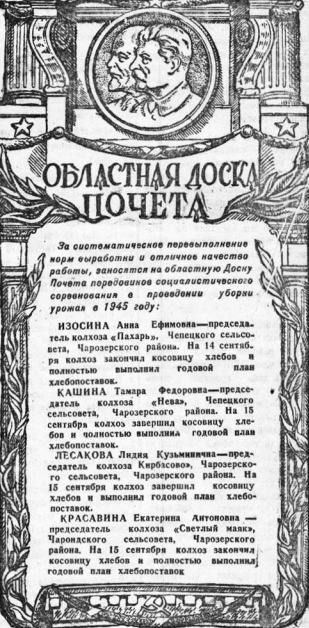 ОБЛАСТНАЯ ДОСКА
ПОЧЕТА
За систематическое перевыполнение
норм выработки и отличное качество
работы, заносятся на областную Доску
Почета передовиков социалистического
соревнования в проведении уборки
урожая в 1945 году:
ИЗОСИНА Анна Ефимовна—председа-
тель колхоза «Пахарь», Чепецкого сельсо-
вета, Чарозерского района. На 14 сентяб-
ря колхоз закончил косовицу хлебов и
полностью выполнил годовой план
хлебопоставок.
КАШИНА Тамара Федоровна—предсе-
датель колхоза «Нева», Чепецкого
сельсовета, Чарозерского района. На 15
сентября колхоз завершил косовицу хле-
бов и полностью выполнил годовой план
хлебопоставок.
ЛЕСАКОВА Лидия Кузьминична—пред-
седатель колхоза Кирбасово», Чарозерско-
го сельсовета, Чарозерского района. На
15 сентября колхоз завершил косовицу
хлебов и выполнил годовой план хлебо-
поставок.
КРАСАВИНА Екатерина Антоновна —
председатель колхоза «Светлый маяк»,
Чарондского сельсовета, Чарозерского
района. На 15 сентября колхоз закончил
косовицу хлебов и полностью выполнил
годовой план хлебопоставок